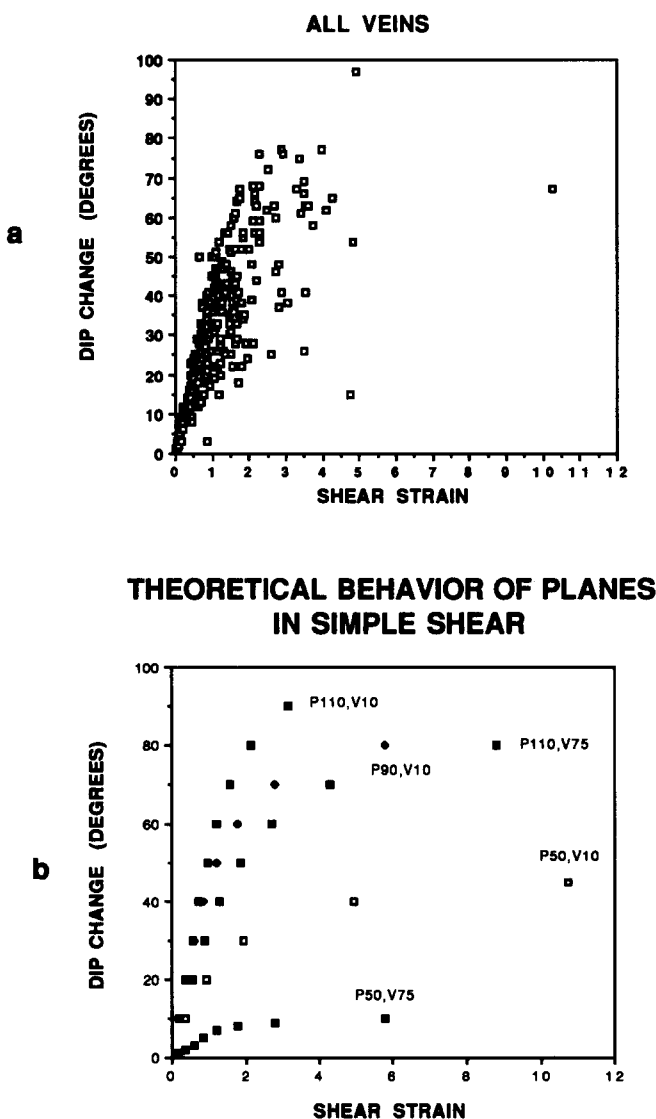 ALL VEINS
a
DIP CHANGE (DEGREES)
100
90
80
70
60
50
40
30
20
10
0
0 1 2 3 4 5 6 7 8 9 10 11 12
SHEAR STRAIN
THEORETICAL BEHAVIOR OF PLANES
IN SIMPLE SHEAR
b
DIP CHANGE (DEGREES)
100
80
60
40
20
0
P110,V10
P110,V75
P90,V10
P50,V10
P50,V75
0 2 4 6 8 10 12
SHEAR STRAIN